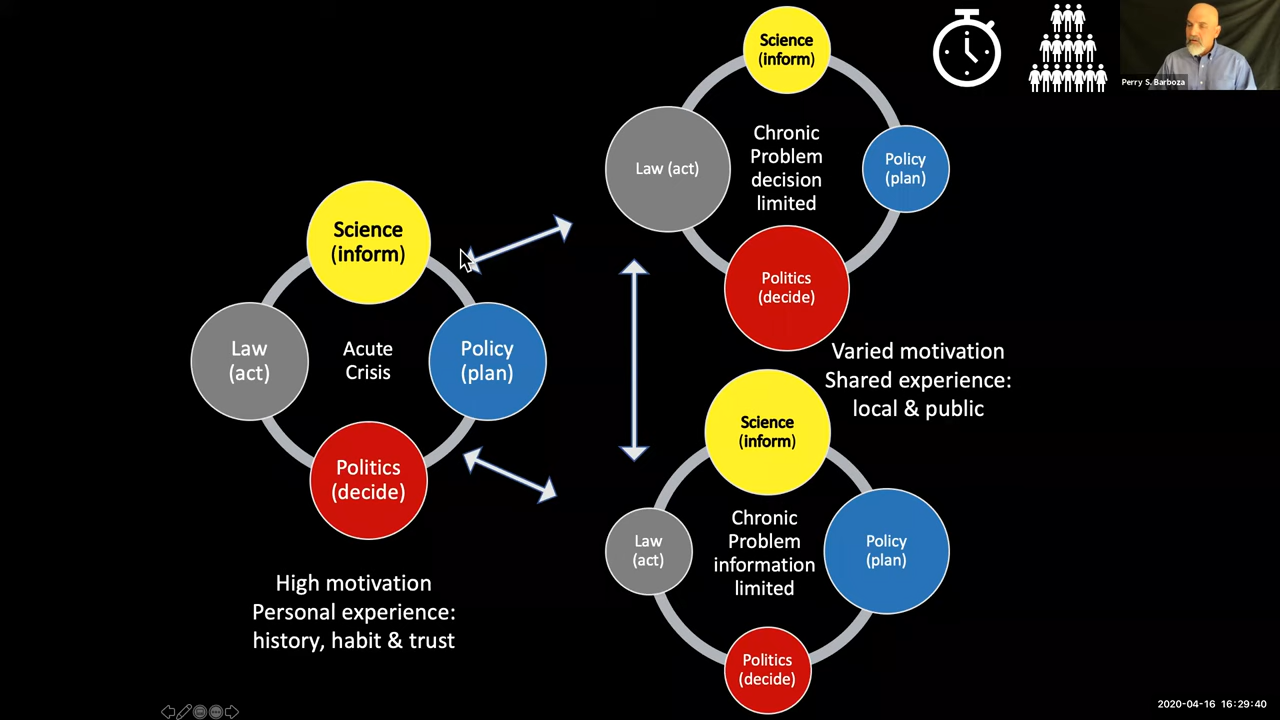 Science
(inform)
Law
(act)
Acute
Crisis
Policy
(plan)
Politics
(decide)
High motivation
Personal experience:
history, habit & trust
Science
(inform)
Law (act)
Chronic
Problem
decision
limited
Policy
(plan)
Politics
(decide)
Varied motivation
Shared experience:
local & public
Science
(inform)
Law
(act)
Chronic
Problem
information
limited
Policy
(plan)
Politics
(decide)
Perry S. Barboza
2020-04-16 16:29:40